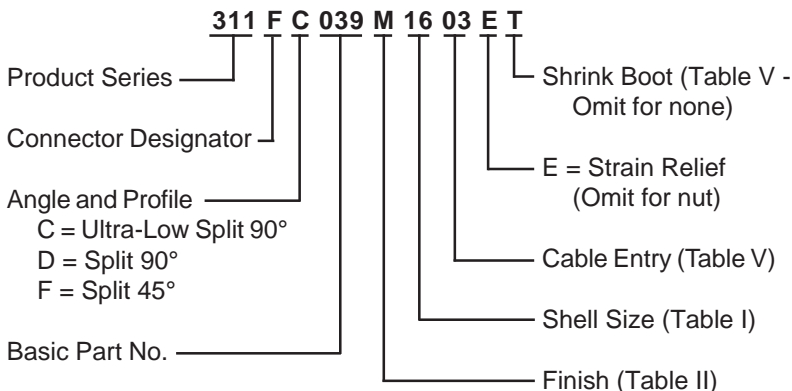 311 F C 039 M 16 03 E T
Product Series
Connector Designator
Angle and Profile
C = Ultra-Low Split 90°
D = Split 90°
F = Split 45°
Basic Part No.
Shrink Boot (Table V -
Omit for none)
E = Strain Relief
(Omit for nut)
Cable Entry (Table V)
Shell Size (Table I)
Finish (Table II)